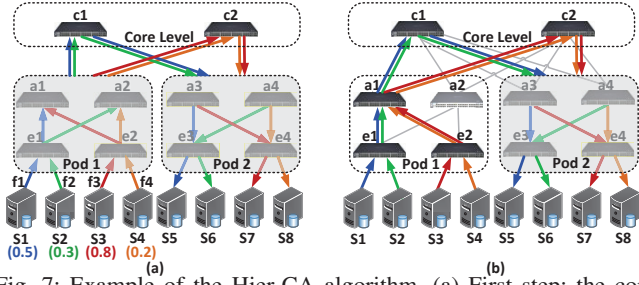 c1 c2
Core Level
a1 a2 a3 a4
e1 e2 e3 e4
Pod 1 Pod 2
f1 f2 f3 f4
S1 S2 S3 S4 S5 S6 S7 S8
(0.5) (0.3) (0.8) (0.2)
(a)
c1 c2
Core Level
a1 a2 a3 a4
e1 e2 e3 e4
Pod 1 Pod 2
S1 S2 S3 S4 S5 S6 S7 S8
(b)
Fig. 7: Example of the Hier-CA algorithm. (a) First step: the co